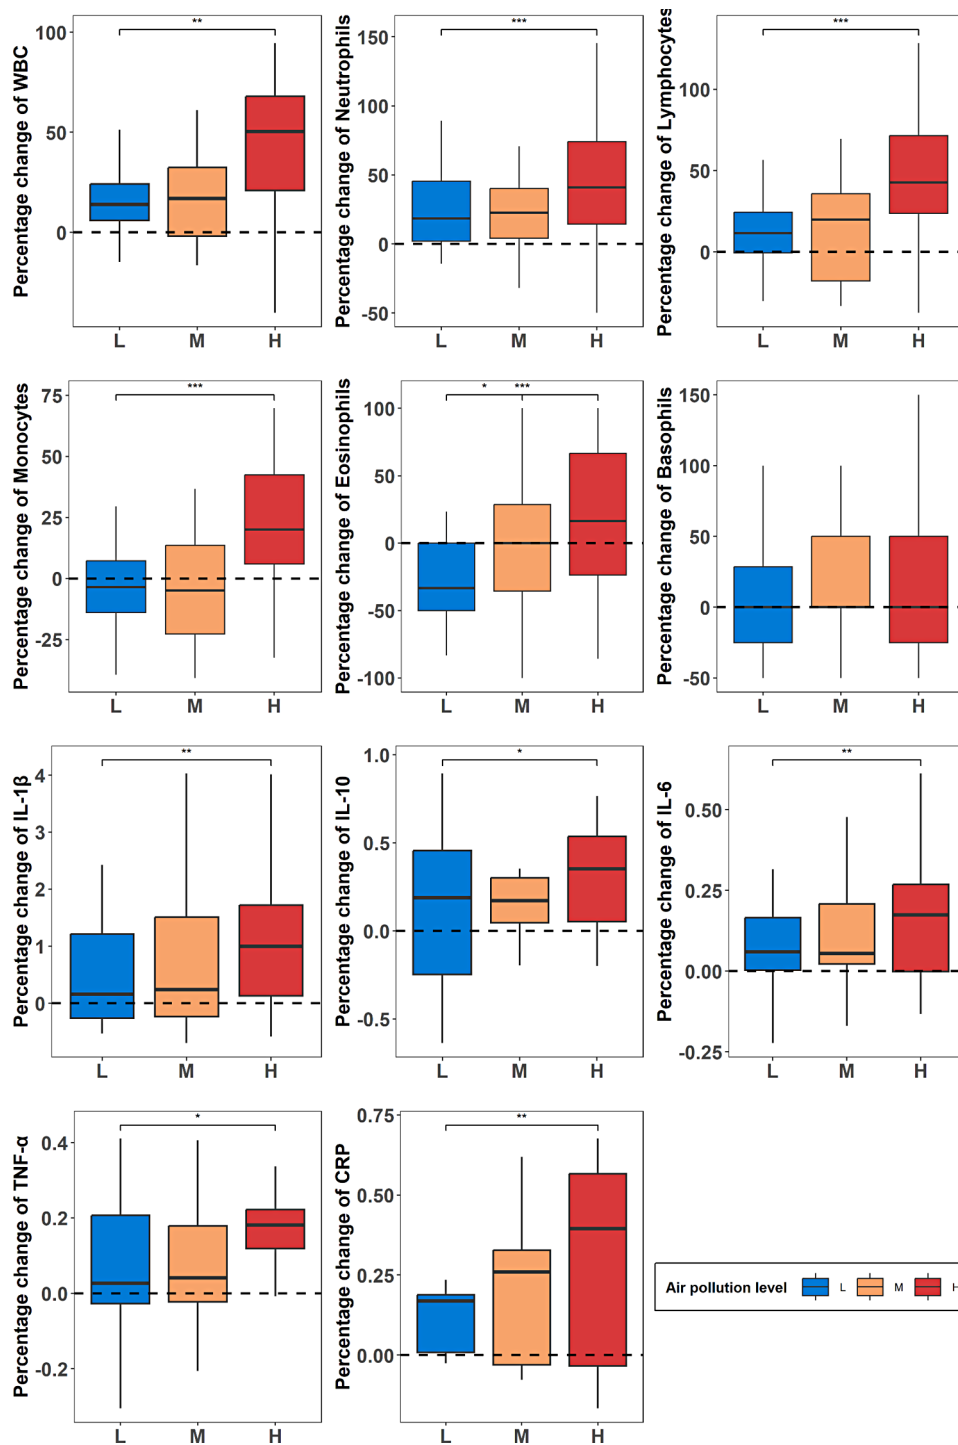 **
Percentage change of WBC
100
50
0
L M H
***
Percentage change of Neutrophils
150
100
50
0
-50
L M H
***
Percentage change of Lymphocytes
100
50
0
L M H
***
Percentage change of Monocytes
75
50
25
0
-25
L M H
* ***
Percentage change of Eosinophils
100
50
0
-50
-100
L M H
Percentage change of Basophils
150
100
50
0
-50
L M H
**
Percentage change of IL-1β
4
3
2
1
0
L M H
*
Percentage change of IL-10
1.0
0.5
0.0
-0.5
L M H
**
Percentage change of IL-6
0.50
0.25
0.00
-0.25
L M H
*
Percentage change of TNF-α
0.4
0.2
0.0
-0.2
L M H
**
Percentage change of CRP
0.75
0.50
0.25
0.00
L M H
Air pollution level L M H